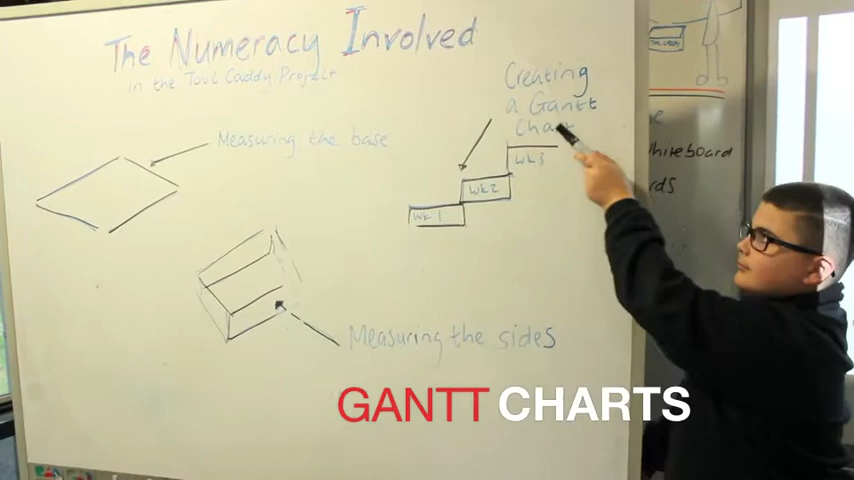 The Numeracy Involved
in the Tool Caddy Project
Creating
a Gantt
Chart
Measuring the base
wk 1
wk 2
wk 3
Measuring the sides
GANTT CHARTS
whiteboard